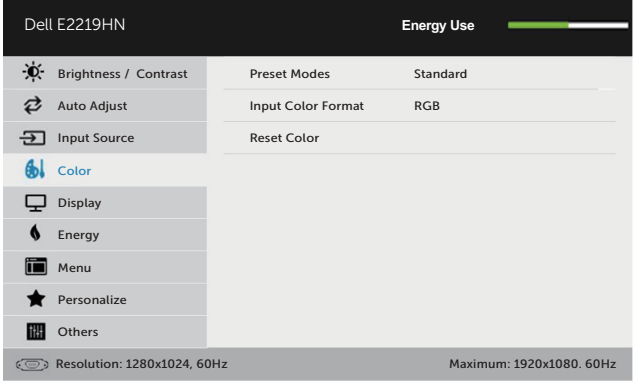 Dell E2219HN Energy Use
Brightness / Contrast Preset Modes Standard
Auto Adjust Input Color Format RGB
Input Source Reset Color
Color
Display
Energy
Menu
Personalize
Others
Resolution: 1280x1024, 60Hz Maximum: 1920x1080. 60Hz